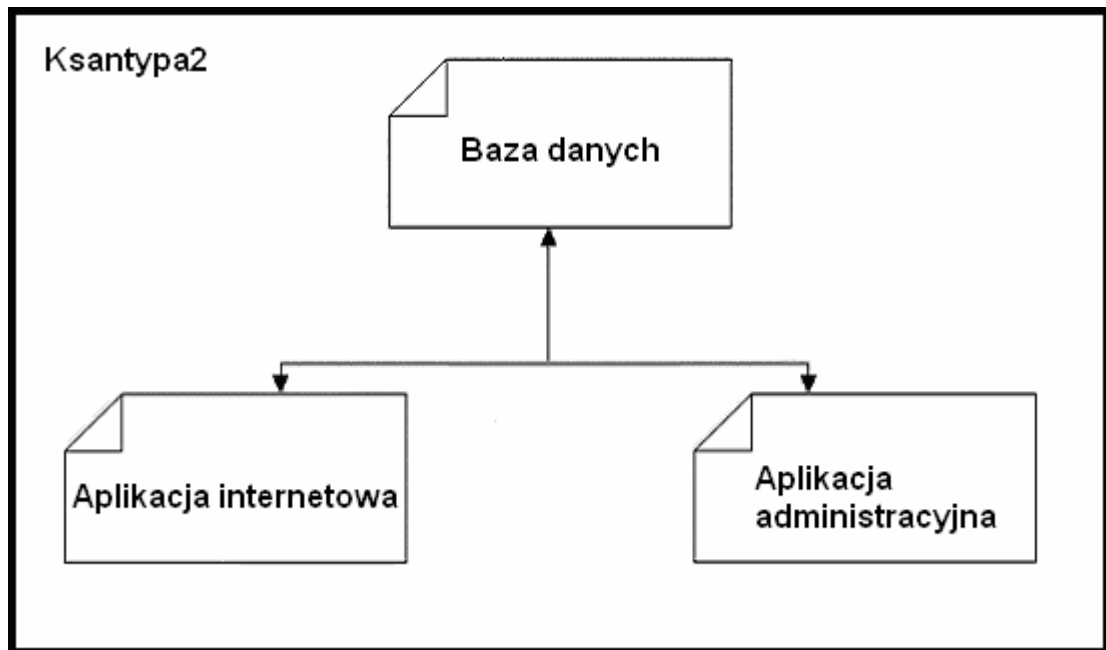 Ksantypa2
Baza danych
Aplikacja internetowa
Aplikacja
administracyjna